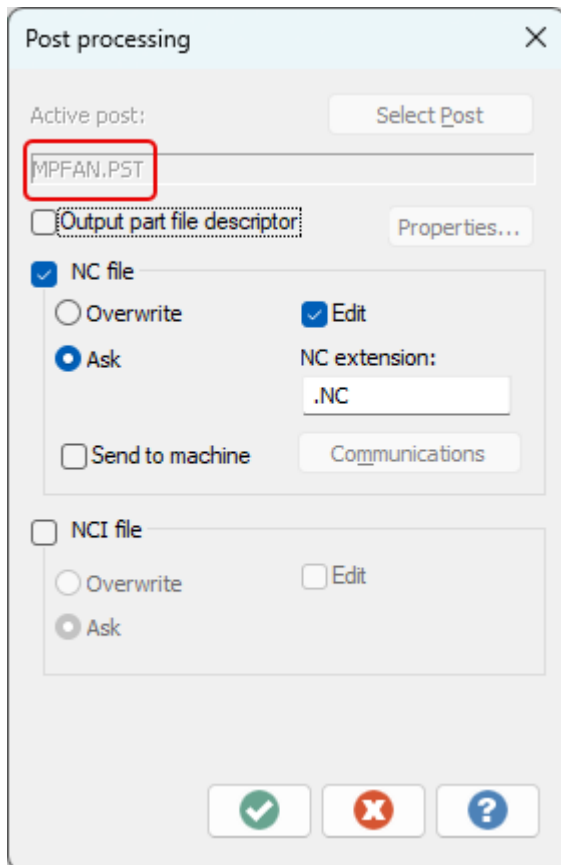 Post processing
Active post:
Select Post
MPFAN.PST
Output part file descriptor
Properties...
NC file
Overwrite
Edit
Ask
NC extension:
.NC
Send to machine
Communications
NCI file
Overwrite
Edit
Ask